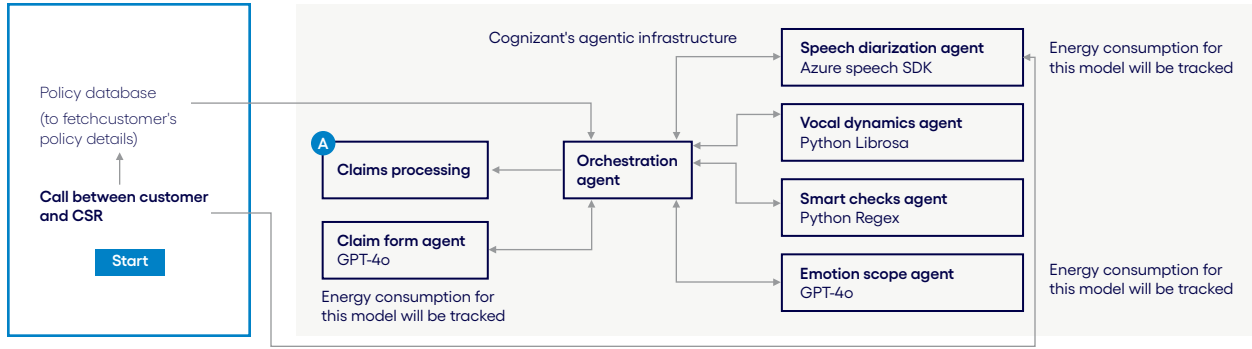 Policy database
(to fetchcustomer's
policy details)
Call between customer
and CSR
Start
Cognizant's agentic infrastructure
A
Claims processing
Claim form agent
GPT-4o
Energy consumption for
this model will be tracked
Orchestration
agent
Speech diarization agent
Azure speech SDK
Energy consumption for
this model will be tracked
Vocal dynamics agent
Python Librosa
Smart checks agent
Python Regex
Emotion scope agent
GPT-4o
Energy consumption for
this model will be tracked